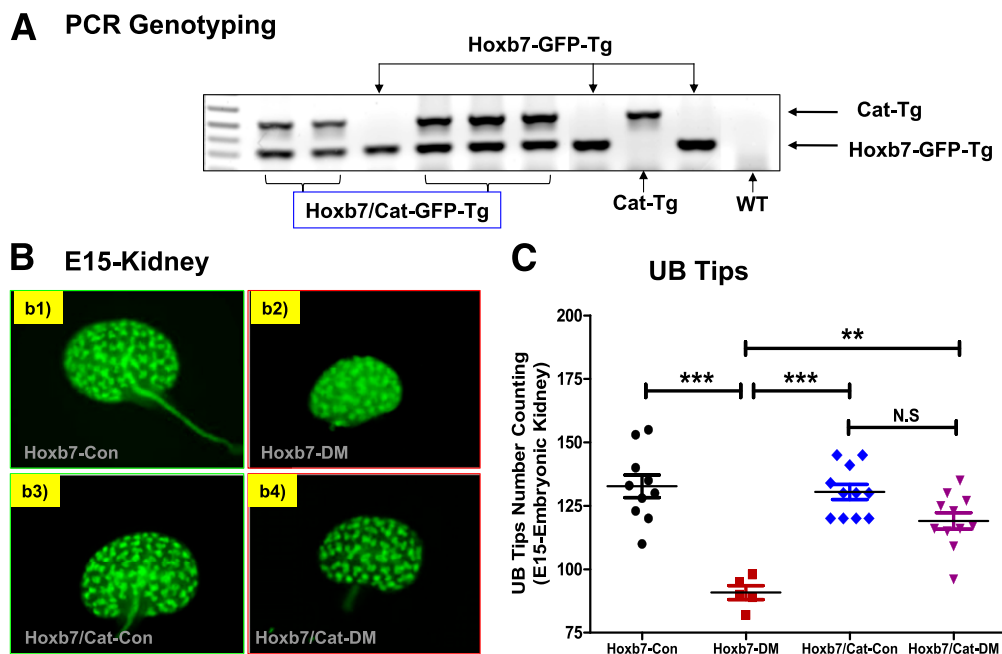 A PCR Genotyping
Hoxb7-GFP-Tg
Cat-Tg
Hoxb7-GFP-Tg
Hoxb7/Cat-GFP-Tg
Cat-Tg
WT
B E15-Kidney
b1)
Hoxb7-Con
b2)
Hoxb7-DM
b3)
Hoxb7/Cat-Con
b4)
Hoxb7/Cat-DM
C UB Tips
UB Tips Number Counting
(E15-Embryonic Kidney)
200
175
150
125
100
75
**
***
***
N.S
Hoxb7-Con
Hoxb7-DM
Hoxb7/Cat-Con
Hoxb7/Cat-DM